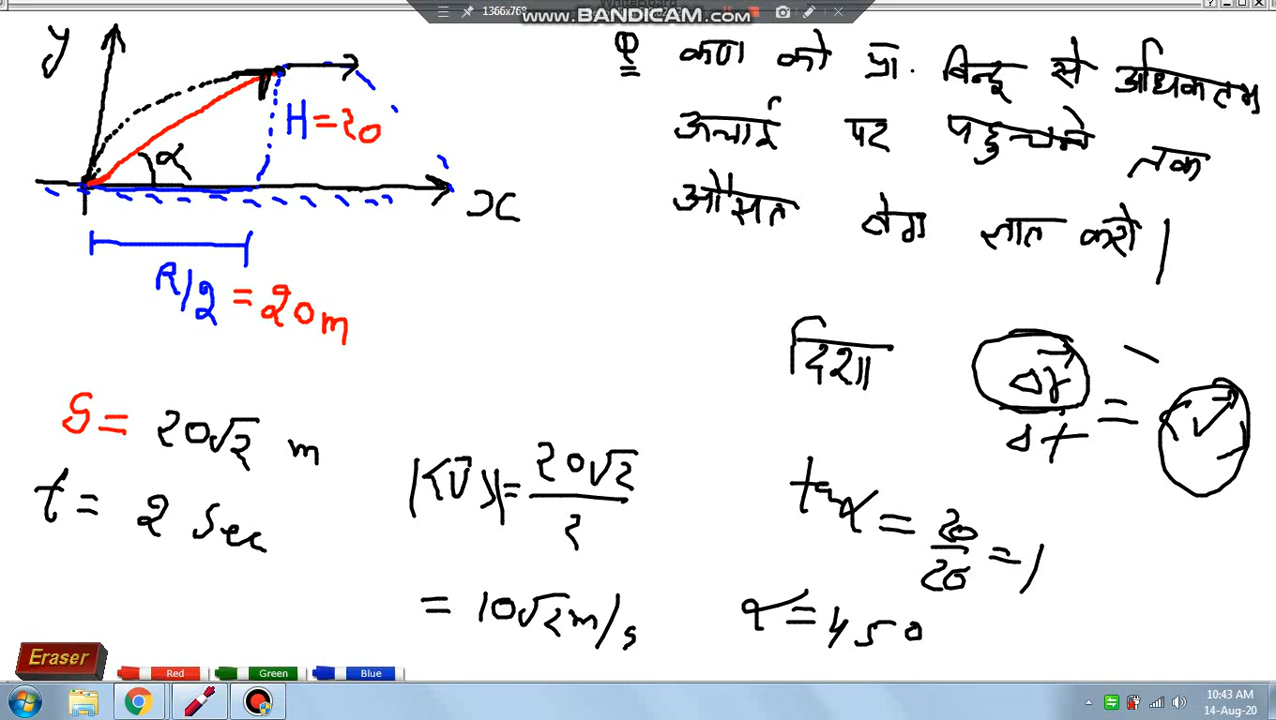 1366x768
www.BANDICAM.com
y
H=20
α
x
R/2 = 20m
Q कण को प्रा. बिन्दू से अधिकतम
ऊचाई पर पहुचने तक
औसत वेग ज्ञात करो |
दिशा
Δr
Δt
=
S = 20√2 m
t = 2 Sec
|<v>| = 20√2
2
= 10√2 m/s
tanα = 20
20
= 1
α = 45°
Eraser
Red
Green
Blue
10:43 AM
14-Aug-20